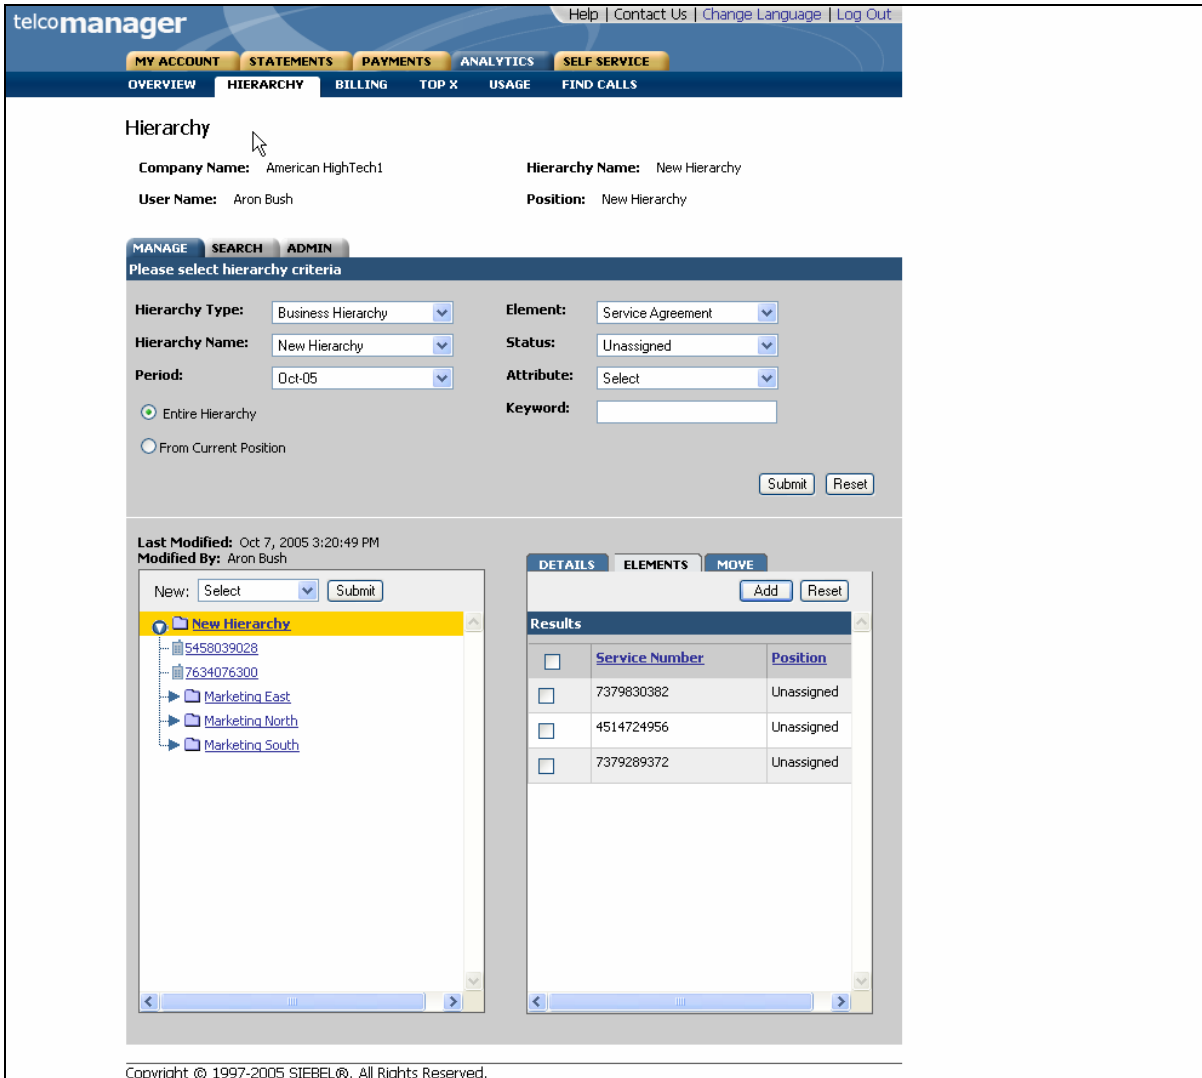 telcomanager
Help | Contact Us | Change Language | Log Out
MY ACCOUNT STATEMENTS PAYMENTS ANALYTICS SELF SERVICE
OVERVIEW HIERARCHY BILLING TOP X USAGE FIND CALLS
Hierarchy
Company Name: American HighTech1 Hierarchy Name: New Hierarchy
User Name: Aron Bush Position: New Hierarchy
MANAGE SEARCH ADMIN
Please select hierarchy criteria
Hierarchy Type: Business Hierarchy Element: Service Agreement
Hierarchy Name: New Hierarchy Status: Unassigned
Period: Oct-05 Attribute: Select
Entire Hierarchy Keyword:
From Current Position
Submit Reset
Last Modified: Oct 7, 2005 3:20:49 PM
Modified By: Aron Bush
New: Select Submit
New Hierarchy
5458039028
7634076300
Marketing East
Marketing North
Marketing South
DETAILS ELEMENTS MOVE
Add Reset
Results
Service Number Position
7379830382 Unassigned
4514724956 Unassigned
7379289372 Unassigned
Copyright © 1997-2005 SIEBEL®. All Rights Reserved.